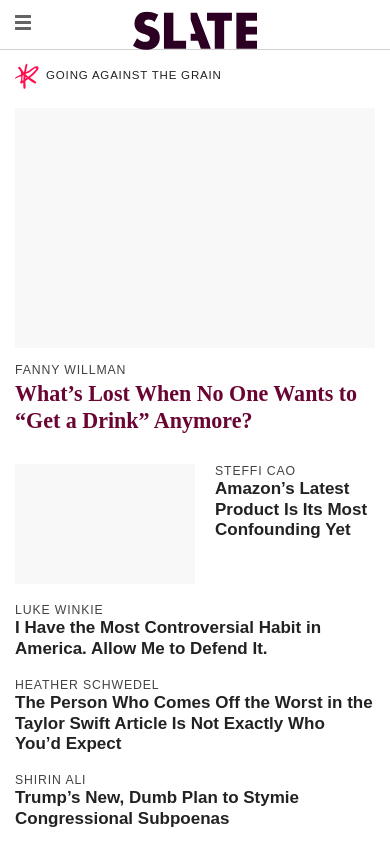 SLATE
GOING AGAINST THE GRAIN
FANNY WILLMAN
What’s Lost When No One Wants to
“Get a Drink” Anymore?
STEFFI CAO
Amazon’s Latest
Product Is Its Most
Confounding Yet
LUKE WINKIE
I Have the Most Controversial Habit in
America. Allow Me to Defend It.
HEATHER SCHWEDEL
The Person Who Comes Off the Worst in the
Taylor Swift Article Is Not Exactly Who
You’d Expect
SHIRIN ALI
Trump’s New, Dumb Plan to Stymie
Congressional Subpoenas